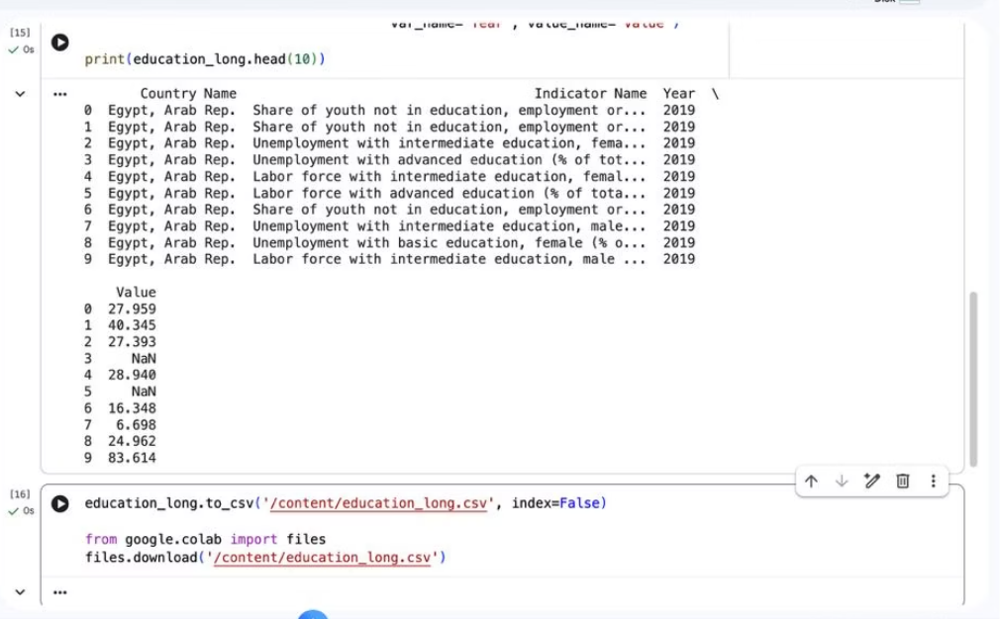 [15]
0s
var_name='Year', value_name='Value')
print(education_long.head(10))
... Country Name Indicator Name Year \
0 Egypt, Arab Rep. Share of youth not in education, employment or... 2019
1 Egypt, Arab Rep. Share of youth not in education, employment or... 2019
2 Egypt, Arab Rep. Unemployment with intermediate education, fema... 2019
3 Egypt, Arab Rep. Unemployment with advanced education (% of tot... 2019
4 Egypt, Arab Rep. Labor force with intermediate education, femal... 2019
5 Egypt, Arab Rep. Labor force with advanced education (% of tota... 2019
6 Egypt, Arab Rep. Share of youth not in education, employment or... 2019
7 Egypt, Arab Rep. Unemployment with intermediate education, male... 2019
8 Egypt, Arab Rep. Unemployment with basic education, female (% o... 2019
9 Egypt, Arab Rep. Labor force with intermediate education, male ... 2019
Value
0 27.959
1 40.345
2 27.393
3 NaN
4 28.940
5 NaN
6 16.348
7 6.698
8 24.962
9 83.614
[16]
0s
education_long.to_csv('/content/education_long.csv', index=False)
from google.colab import files
files.download('/content/education_long.csv')
...